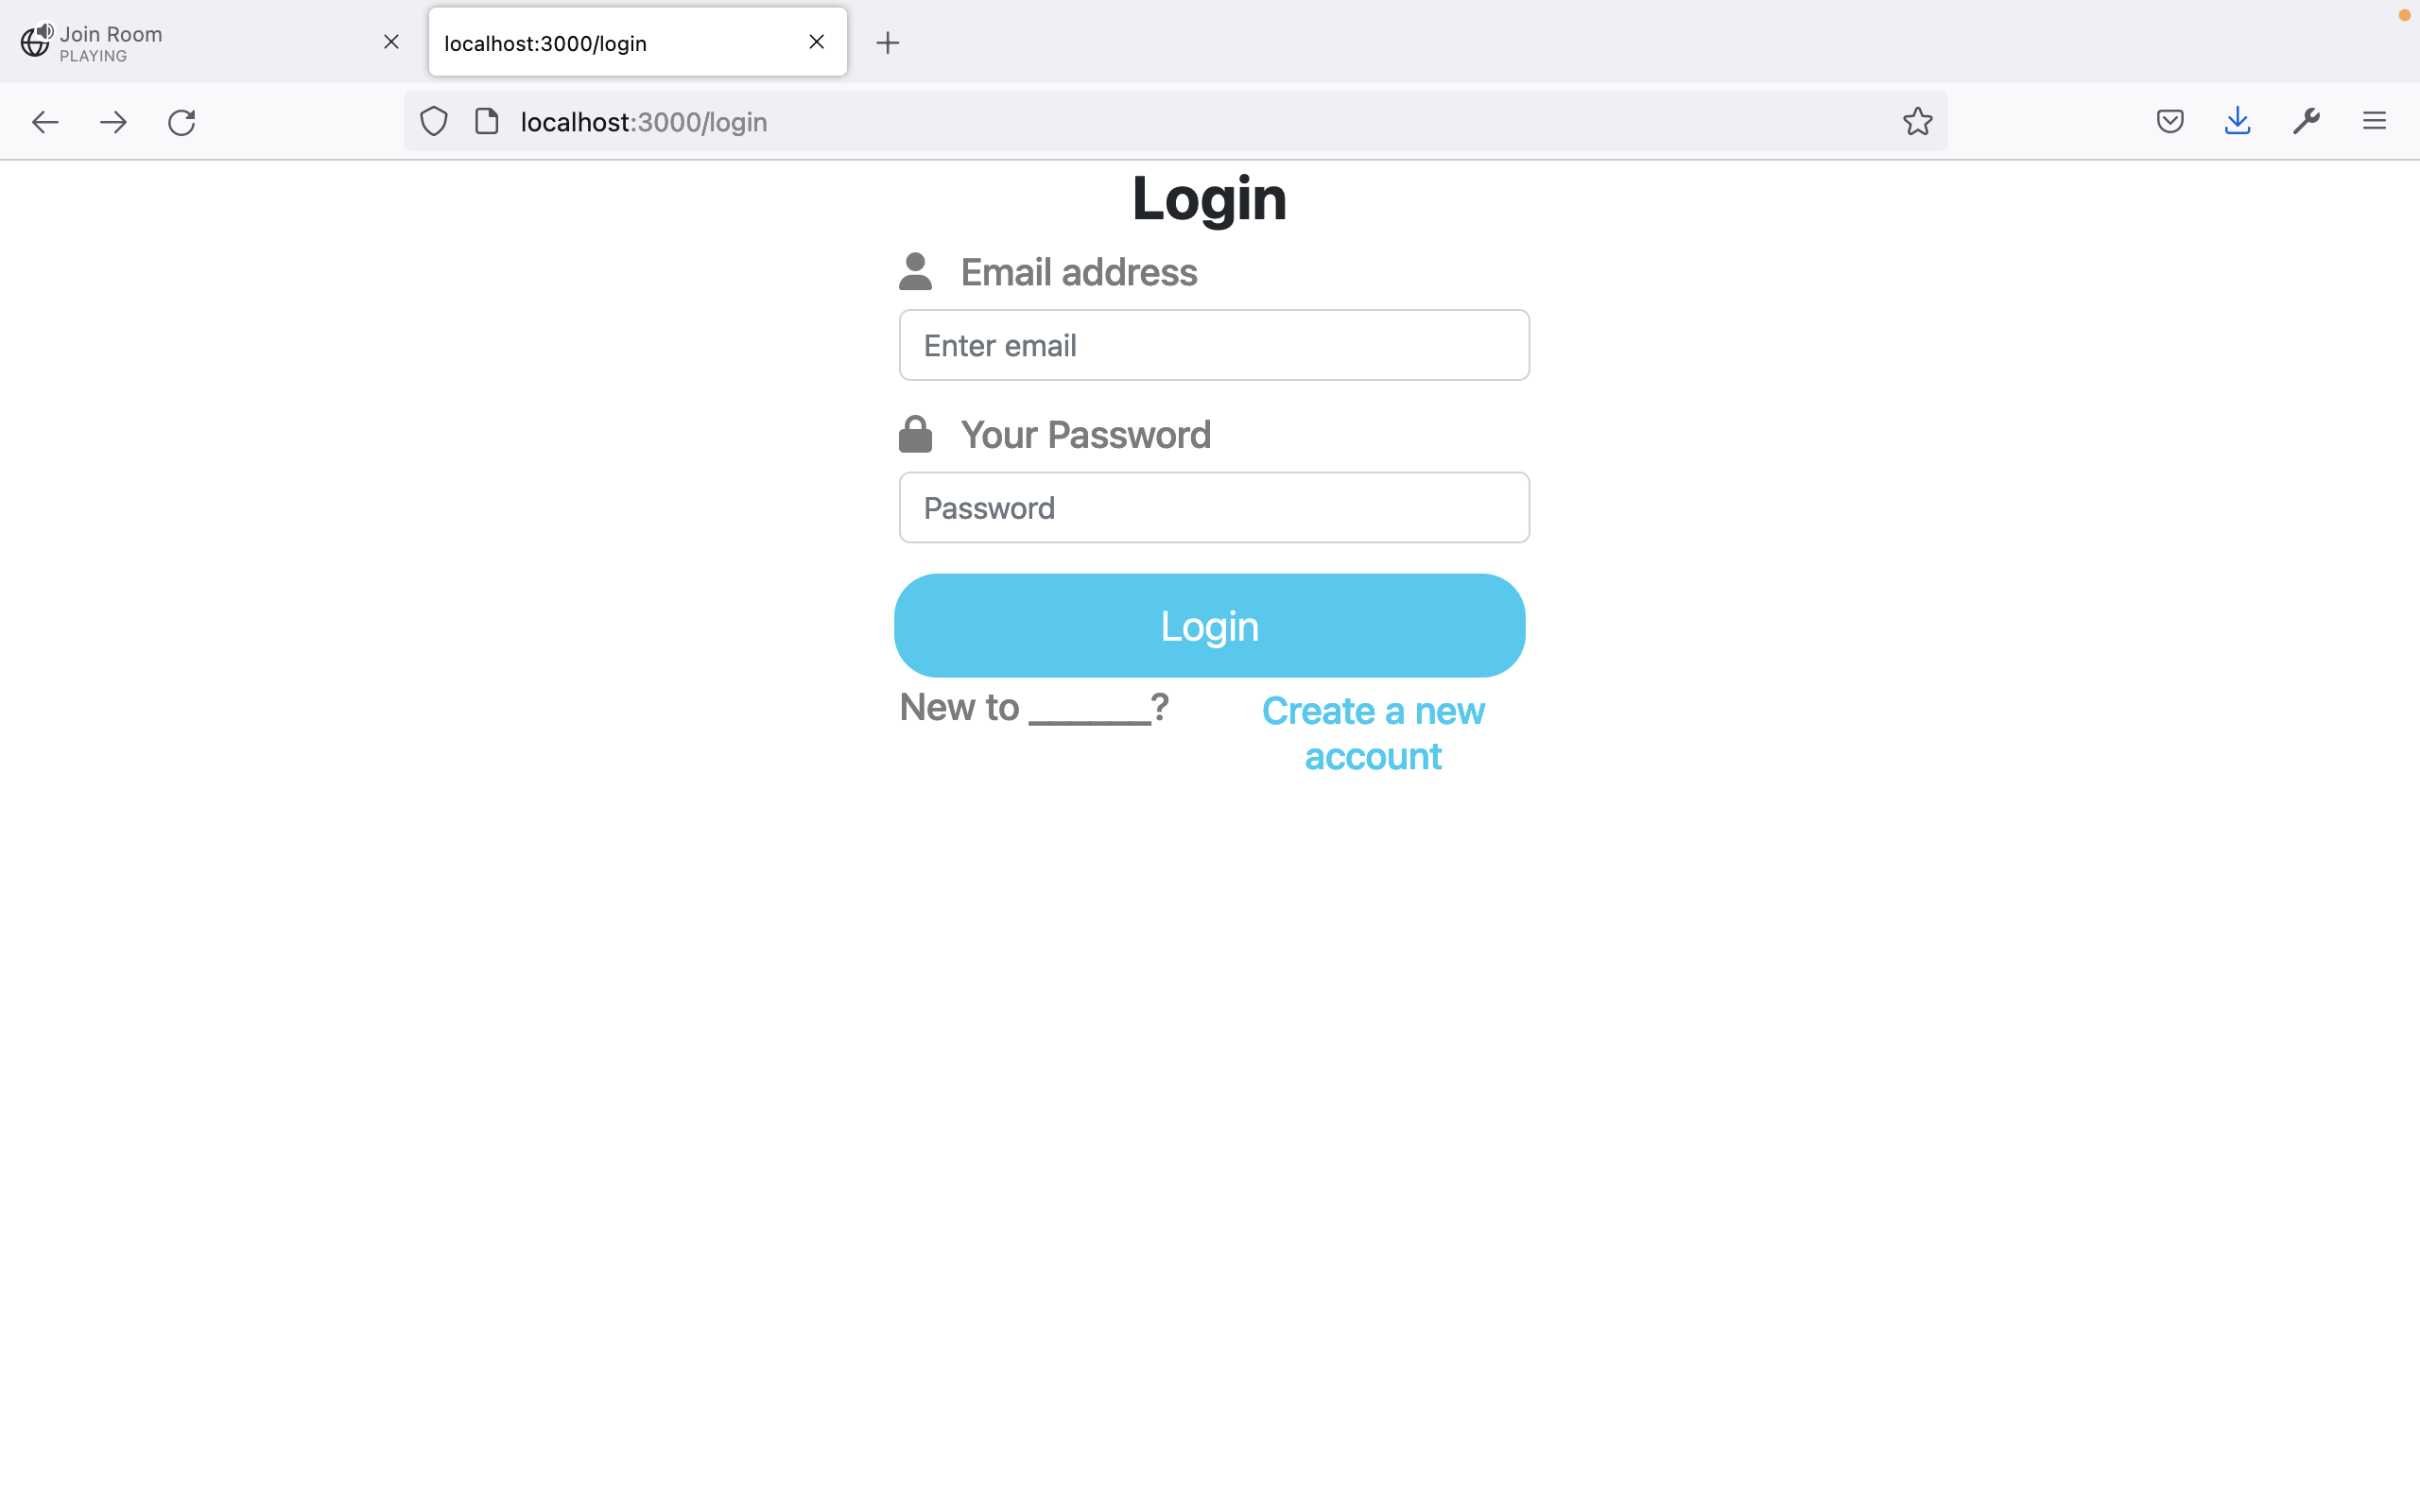 Join Room
PLAYING
localhost:3000/login
localhost:3000/login
Login
Email address
Enter email
Your Password
Password
Login
New to ______?
Create a new
account